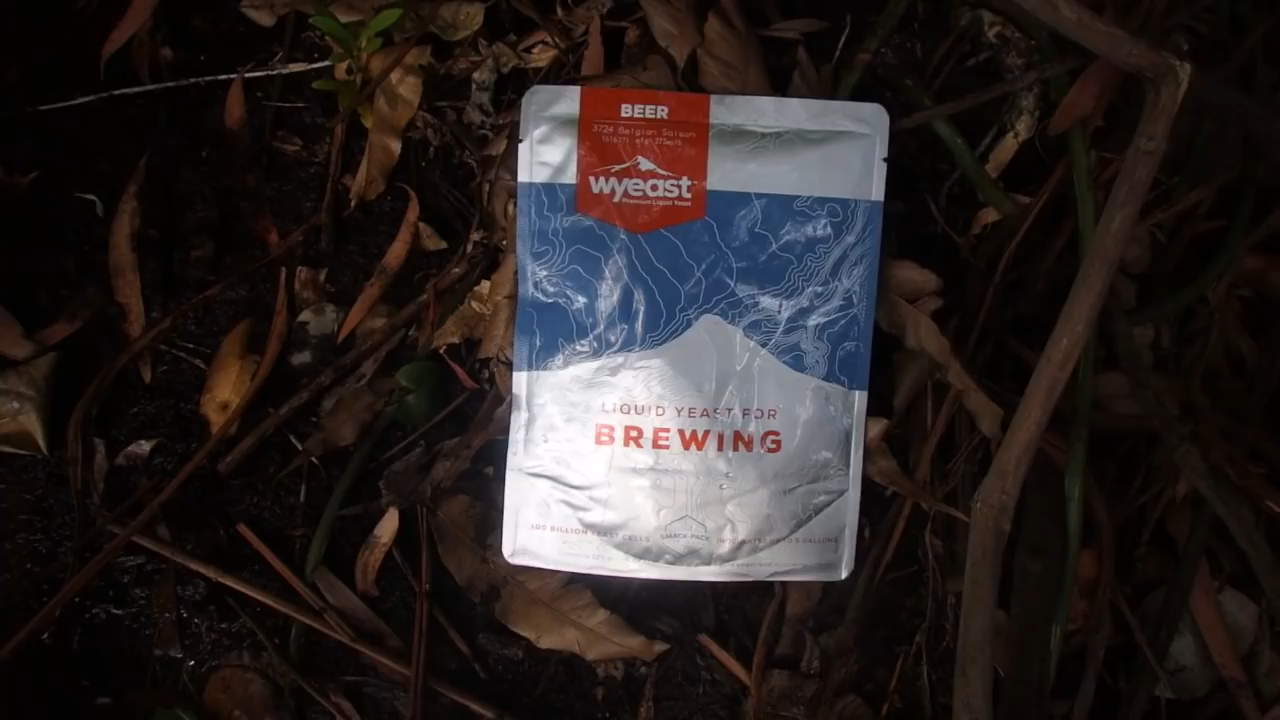 BEER
3724 Belgian Saison
wyeast
Premium Liquid Yeast
LIQUID YEAST FOR
BREWING
100 BILLION YEAST CELLS
SMACK-PACK